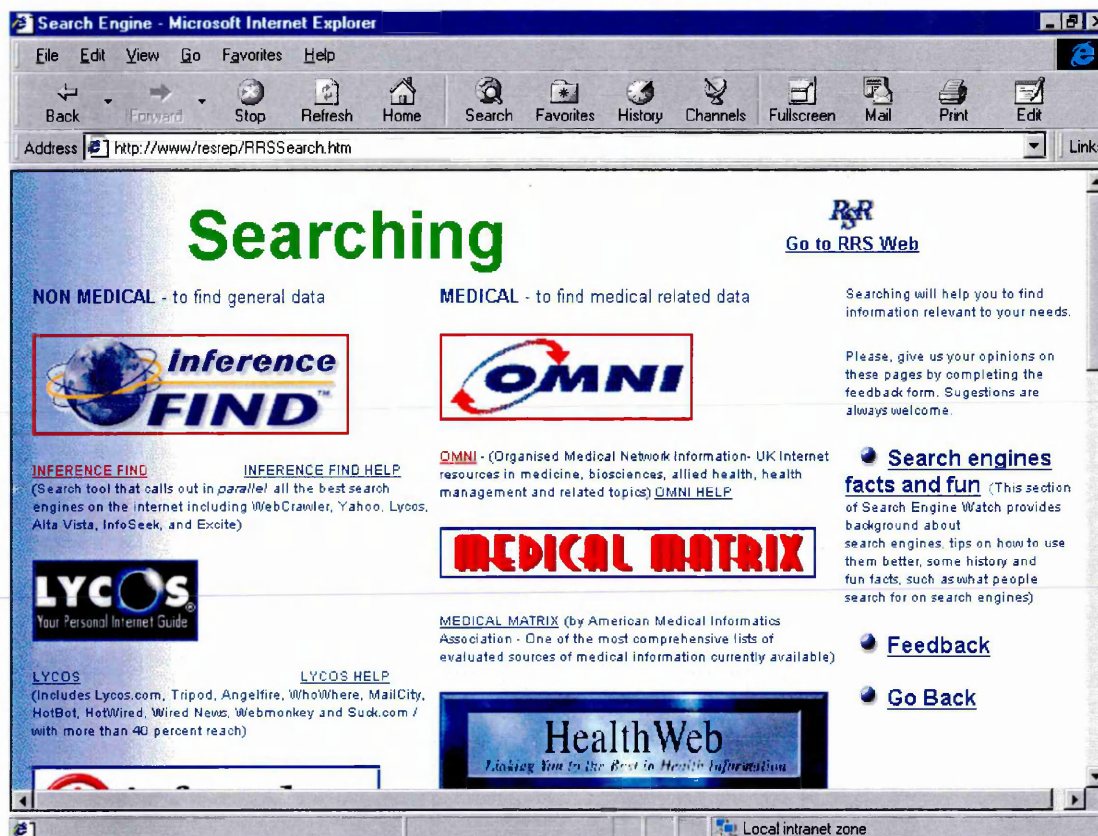 Search Engine - Microsoft Internet Explorer
File Edit View Go Favorites Help
Back Forward Stop Refresh Home Search Favorites History Channels Fullscreen Mail Print Edit
Address http://www/resrep/RRSSearch.htm Links
Searching
RSR
Go to RRS Web
NON MEDICAL - to find general data
inference
FIND™
INFERENCE FIND INFERENCE FIND HELP
(Search tool that calls out in parallel all the best search
engines on the internet including WebCrawler, Yahoo, Lycos,
Alta Vista, InfoSeek, and Excite)
LYCOS®
Your Personal Internet Guide
LYCOS LYCOS HELP
(Includes Lycos.com, Tripod, Angelfire, WhoWhere, MailCity,
HotBot, HotWired, Wired News, Webmonkey and Suck.com /
with more than 40 percent reach)
MEDICAL - to find medical related data
OMNI
OMNI - (Organised Medical Network Information- UK Internet
resources in medicine, biosciences, allied health, health
management and related topics) OMNI HELP
MEDICAL MATRIX
MEDICAL MATRIX (by American Medical Informatics
Association - One of the most comprehensive lists of
evaluated sources of medical information currently available)
HealthWeb
Linking You to the Best in Health Information
Searching will help you to find
information relevant to your needs.
Please, give us your opinions on
these pages by completing the
feedback form. Sugestions are
always welcome.
Search engines
facts and fun (This section
of Search Engine Watch provides
background about
search engines, tips on how to use
them better, some history and
fun facts, such as what people
search for on search engines)
Feedback
Go Back
Local intranet zone